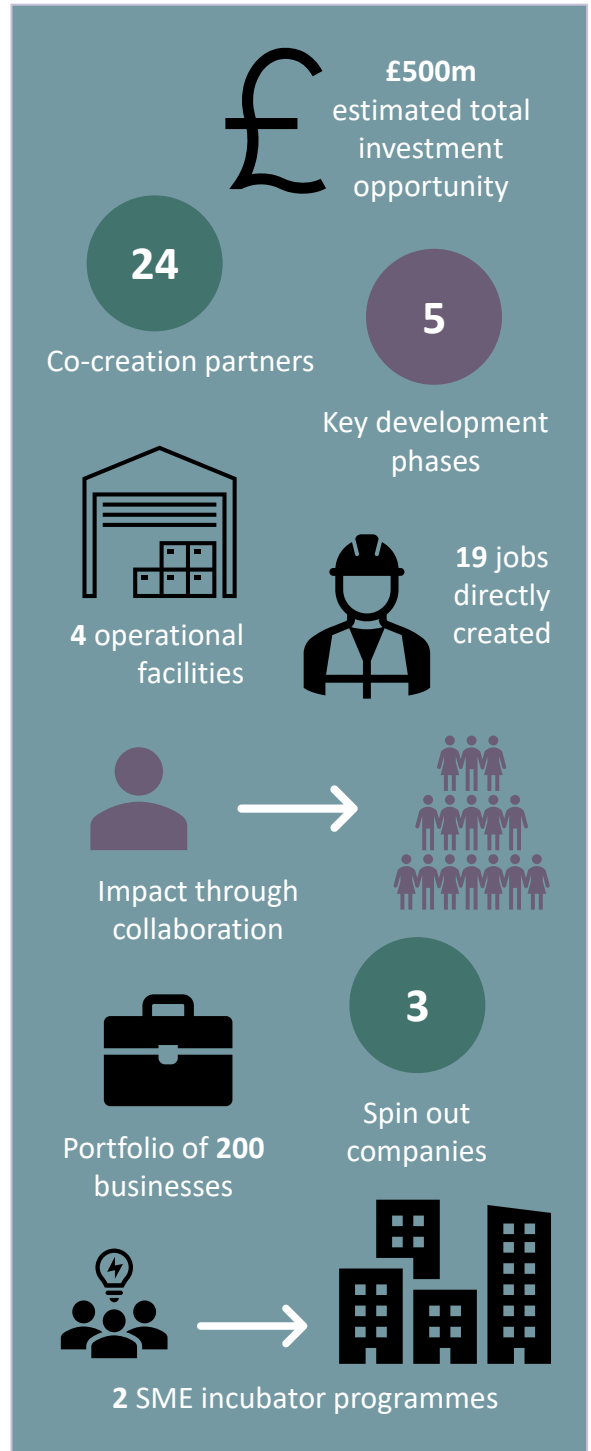 £500m
estimated total
investment
opportunity
24
Co-creation partners
5
Key development
phases
4 operational
facilities
19 jobs
directly
created
Impact through
collaboration
3
Spin out
companies
Portfolio of 200
businesses
2 SME incubator programmes